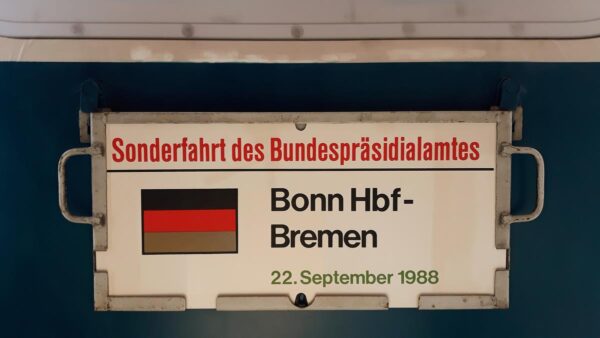 Sonderfahrt des Bundespräsidialamtes
Bonn Hbf-
Bremen
22. September 1988